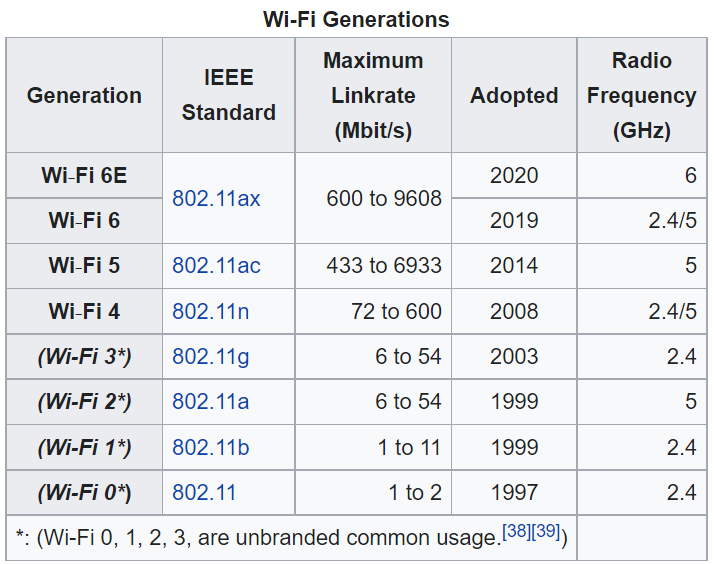 Wi-Fi Generations
Generation IEEE Standard Maximum Linkrate (Mbit/s) Adopted Radio Frequency (GHz)
Wi-Fi 6E 802.11ax 600 to 9608 2020 6
Wi-Fi 6 2019 2.4/5
Wi-Fi 5 802.11ac 433 to 6933 2014 5
Wi-Fi 4 802.11n 72 to 600 2008 2.4/5
(Wi-Fi 3*) 802.11g 6 to 54 2003 2.4
(Wi-Fi 2*) 802.11a 6 to 54 1999 5
(Wi-Fi 1*) 802.11b 1 to 11 1999 2.4
(Wi-Fi 0*) 802.11 1 to 2 1997 2.4
*: (Wi-Fi 0, 1, 2, 3, are unbranded common usage.[38][39])